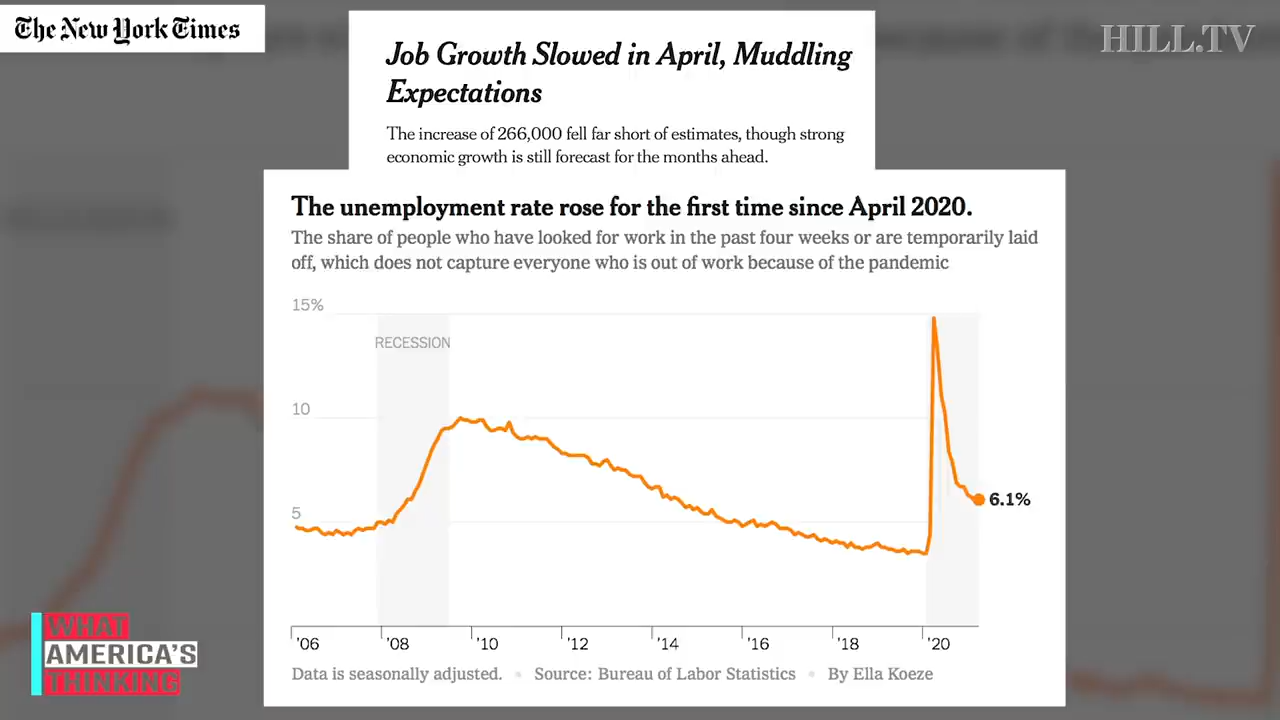 The New York Times
HILL.TV
Job Growth Slowed in April, Muddling
Expectations
The increase of 266,000 fell far short of estimates, though strong
economic growth is still forecast for the months ahead.
The unemployment rate rose for the first time since April 2020.
The share of people who have looked for work in the past four weeks or are temporarily laid
off, which does not capture everyone who is out of work because of the pandemic
15%
RECESSION
10
5
6.1%
'06 '08 '10 '12 '14 '16 '18 '20
Data is seasonally adjusted. • Source: Bureau of Labor Statistics • By Ella Koeze
WHAT
AMERICA'S
THINKING